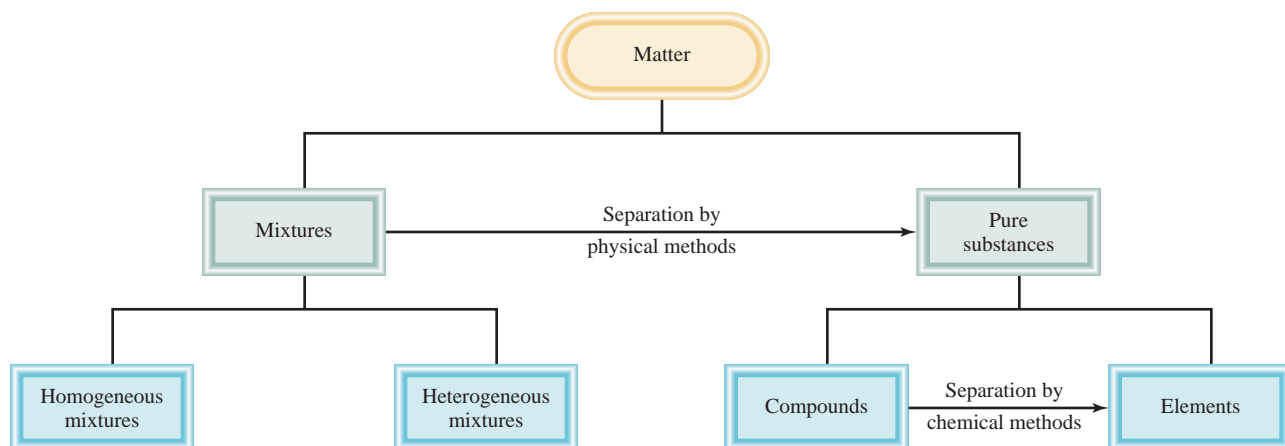 Matter
Mixtures
Separation by
physical methods
Pure
substances
Homogeneous
mixtures
Heterogeneous
mixtures
Compounds
Separation by
chemical methods
Elements